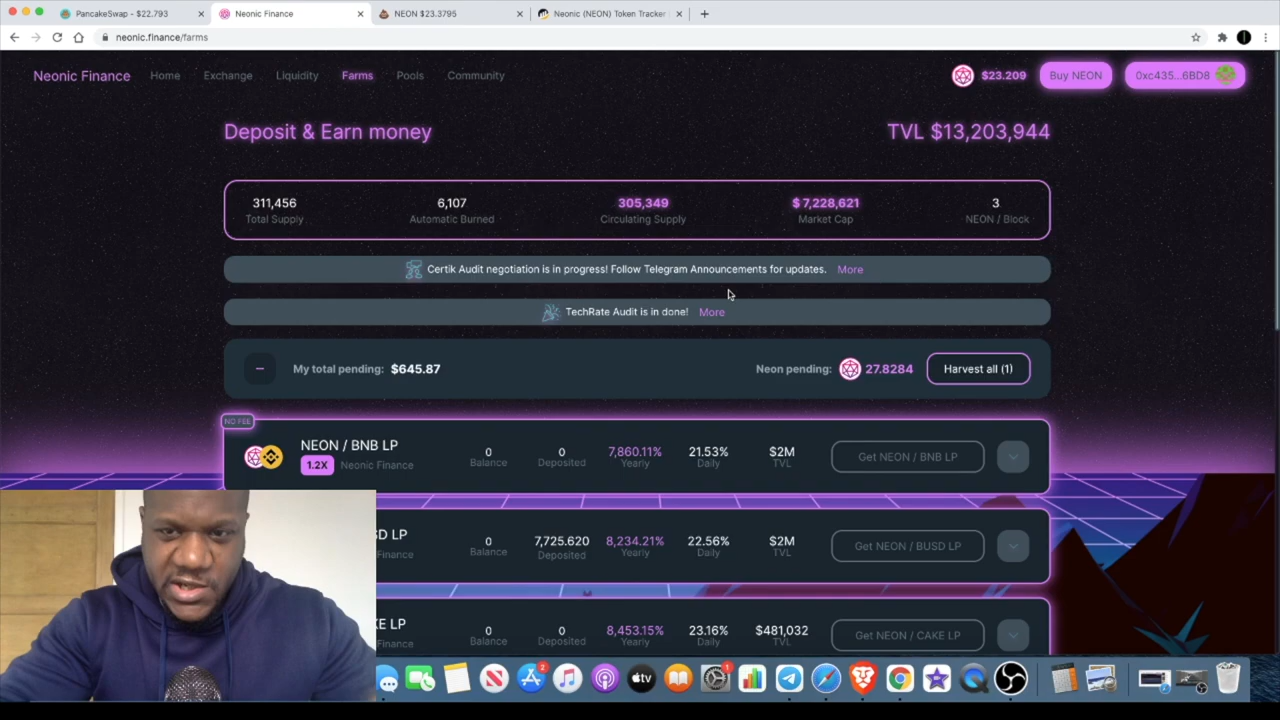 PancakeSwap - $22.793
Neonic Finance
NEON $23.3795
Neonic (NEON) Token Tracker
neonic.finance/farms
Neonic Finance Home Exchange Liquidity Farms Pools Community $23.209 Buy NEON 0xc435...6BD8
Deposit & Earn money TVL $13,203,944
311,456 6,107 305,349 $ 7,228,621 3
Total Supply Automatic Burned Circulating Supply Market Cap NEON / Block
Certik Audit negotiation is in progress! Follow Telegram Announcements for updates. More
TechRate Audit is in done! More
My total pending: $645.87 Neon pending: 27.8284 Harvest all (1)
NO FEE
NEON / BNB LP 0 0 7,860.11% 21.53% $2M Get NEON / BNB LP
1.2X Neonic Finance Balance Deposited Yearly Daily TVL
SD LP 0 7,725.620 8,234.21% 22.56% $2M Get NEON / BUSD LP
Finance Balance Deposited Yearly Daily TVL
KE LP 0 0 8,453.15% 23.16% $481,032 Get NEON / CAKE LP
Finance Balance Deposited Yearly Daily TVL
2
tv
1